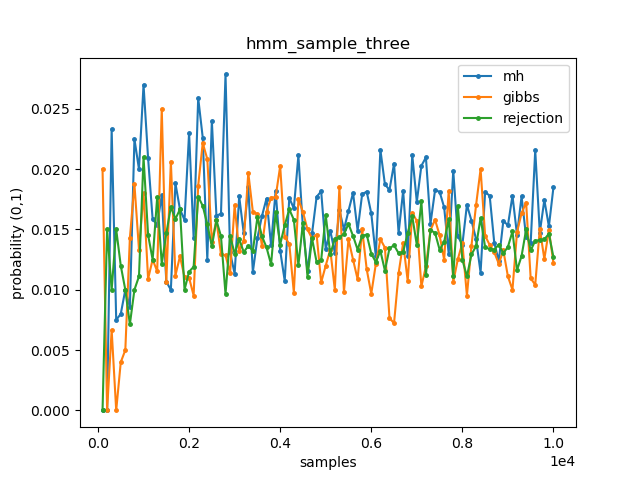 hmm_sample_three
mh
gibbs
rejection
probability (0,1)
0.025
0.020
0.015
0.010
0.005
0.000
0.0 0.2 0.4 0.6 0.8 1.0
samples
1e4